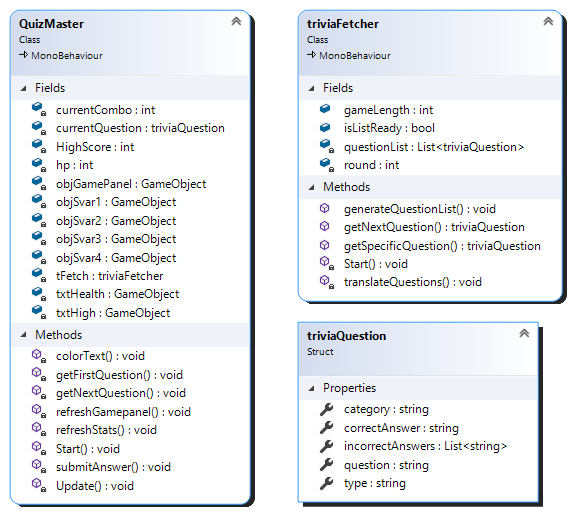 QuizMaster
Class
MonoBehaviour
Fields
currentCombo : int
currentQuestion : triviaQuestion
HighScore : int
hp : int
objGamePanel : GameObject
objSvar1 : GameObject
objSvar2 : GameObject
objSvar3 : GameObject
objSvar4 : GameObject
tFetch : triviaFetcher
txtHealth : GameObject
txtHigh : GameObject
Methods
colorText() : void
getFirstQuestion() : void
getNextQuestion() : void
refreshGamepanel() : void
refreshStats() : void
Start() : void
submitAnswer() : void
Update() : void
triviaFetcher
Class
MonoBehaviour
Fields
gameLength : int
isListReady : bool
questionList : List<triviaQuestion>
round : int
Methods
generateQuestionList() : void
getNextQuestion() : triviaQuestion
getSpecificQuestion() : triviaQuestion
Start() : void
translateQuestions() : void
triviaQuestion
Struct
Properties
category : string
correctAnswer : string
incorrectAnswers : List<string>
question : string
type : string